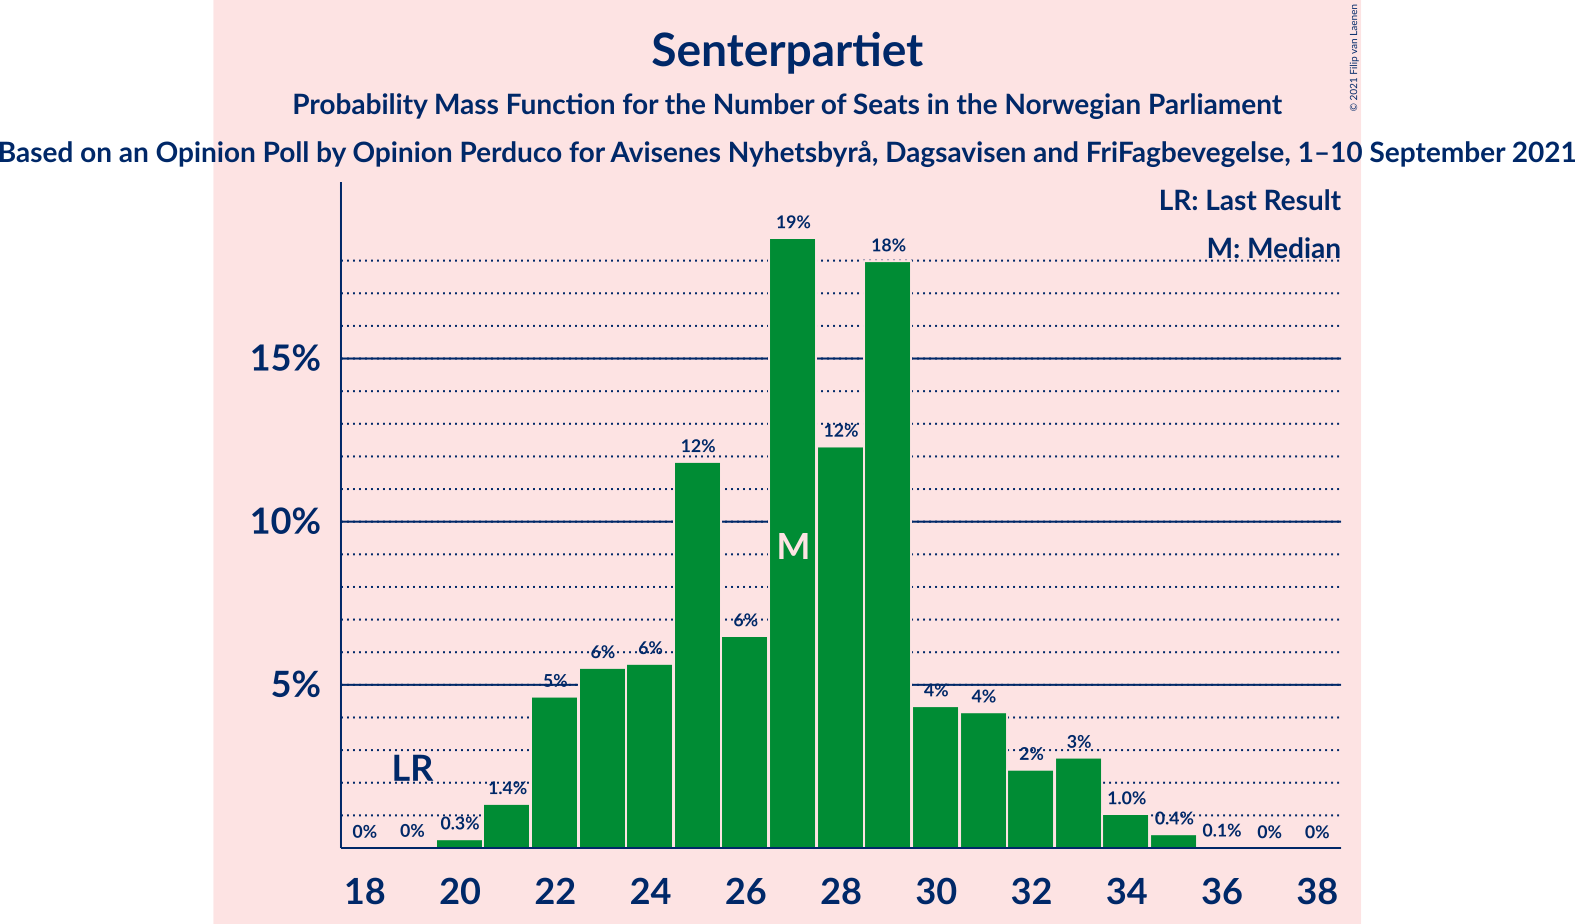 Senterpartiet
Probability Mass Function for the Number of Seats in the Norwegian Parliament
Based on an Opinion Poll by Opinion Perduco for Avisenes Nyhetsbyrå, Dagsavisen and FriFagbevegelse, 1–10 September 2021
© 2021 Filip van Laenen
LR: Last Result
M: Median
19%
18%
15%
12%
12%
10%
M
6%
6%
6%
5%
5%
4%
4%
3%
2%
LR
1.4%
1.0%
0.4%
0.3%
0%
0%
0.1%
0%
0%
18 20 22 24 26 28 30 32 34 36 38